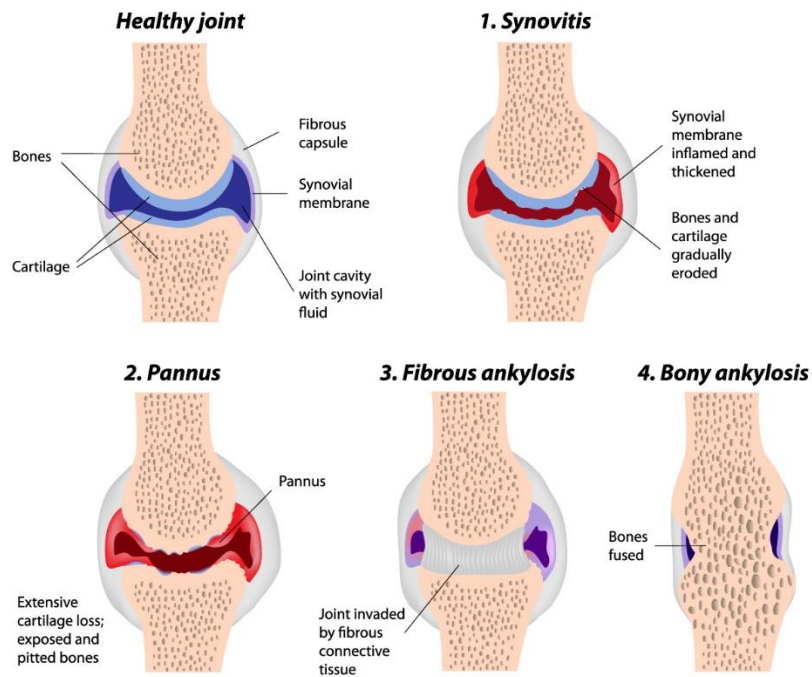 Healthy joint
Bones
Cartilage
Fibrous
capsule
Synovial
membrane
Joint cavity
with synovial
fluid
1. Synovitis
Synovial
membrane
inflamed and
thickened
Bones and
cartilage
gradually
eroded
2. Pannus
Pannus
Extensive
cartilage loss;
exposed and
pitted bones
3. Fibrous ankylosis
Joint invaded
by fibrous
connective
tissue
4. Bony ankylosis
Bones
fused